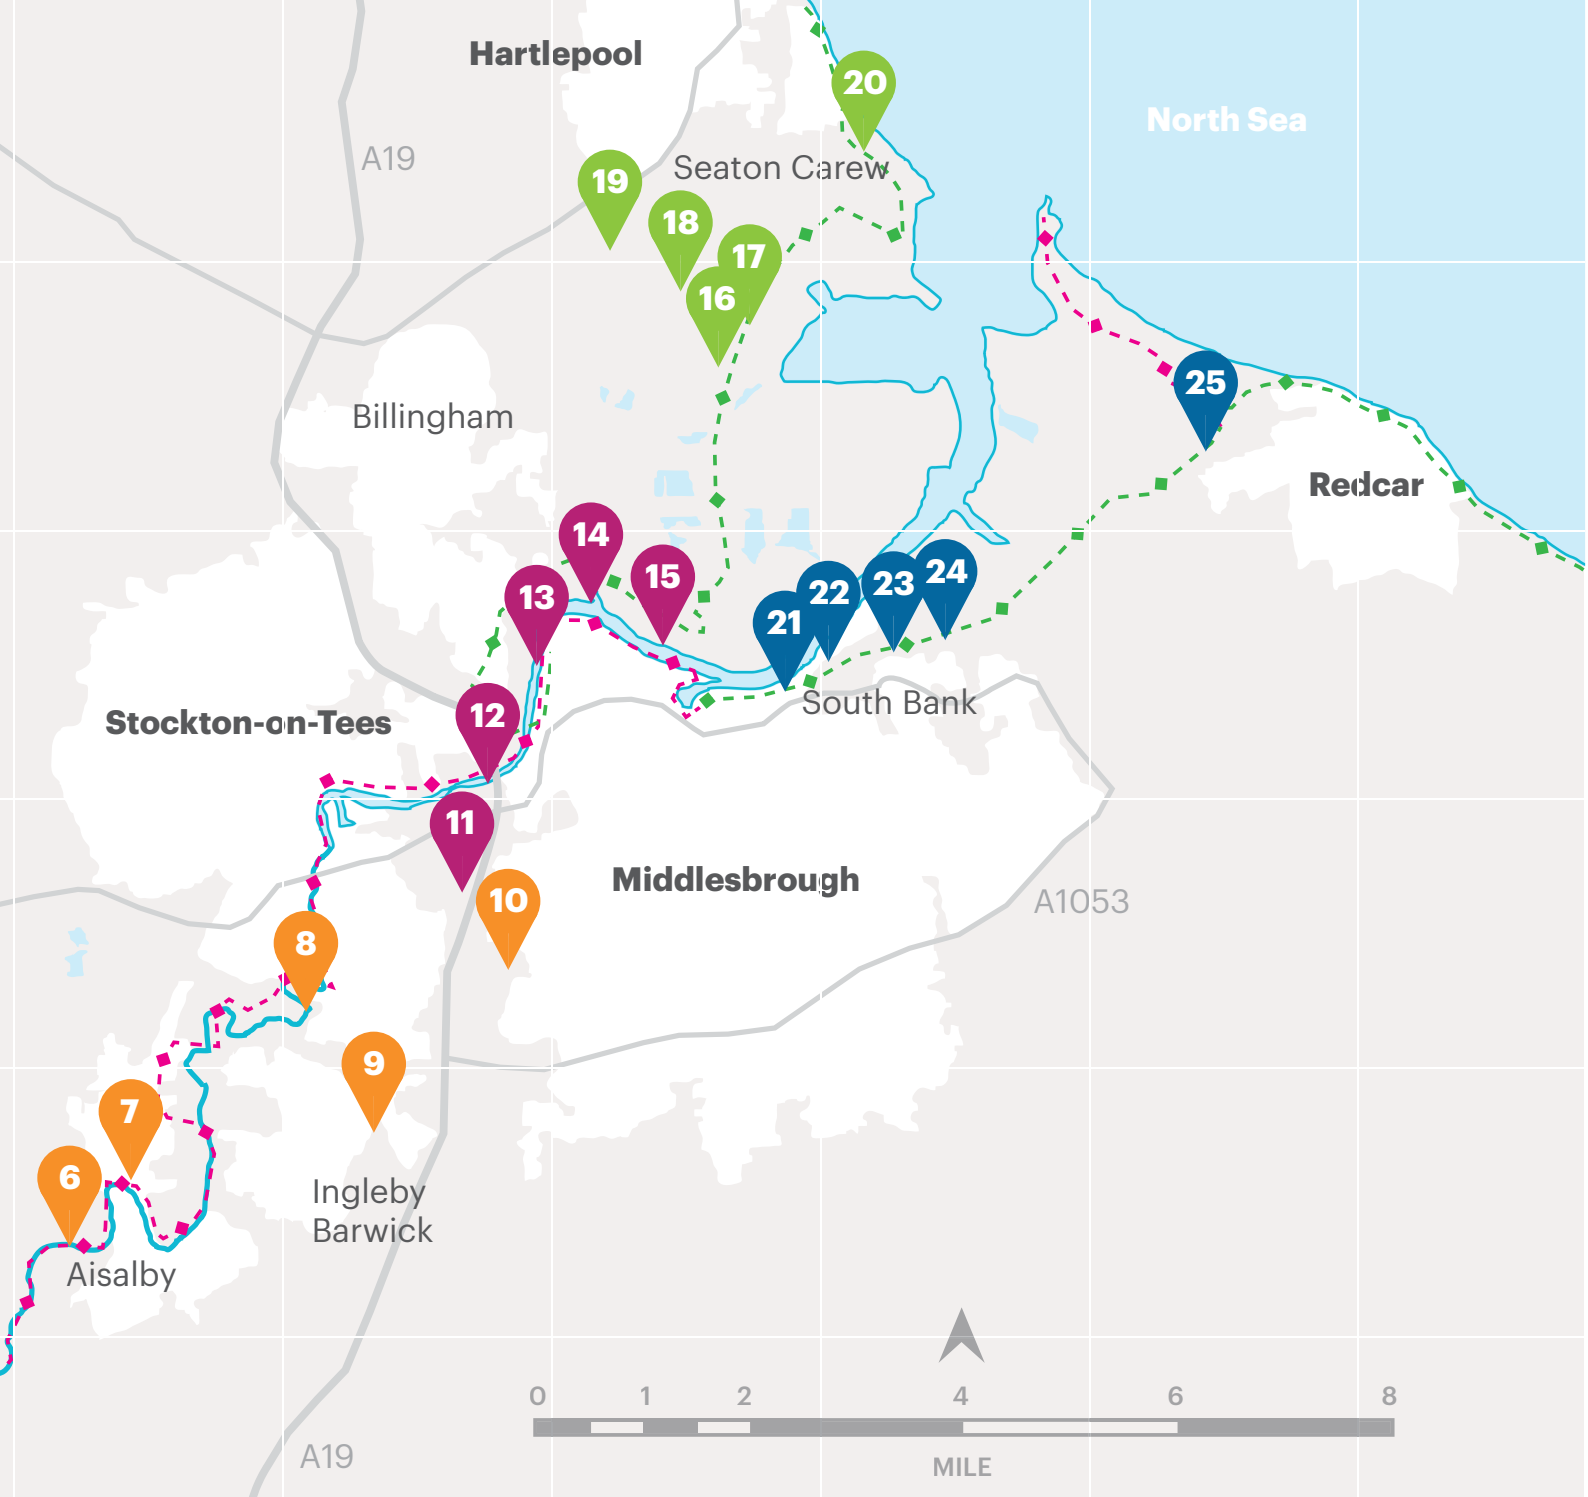 Hartlepool
20
North Sea
A19
Seaton Carew
19
18
17
16
25
Billingham
Redcar
14
15
13
24
23
22
21
South Bank
12
Stockton-on-Tees
11
Middlesbrough
10
A1053
8
9
7
6
Ingleby
Barwick
Aisalby
0 1 2 4 6 8
A19
MILE